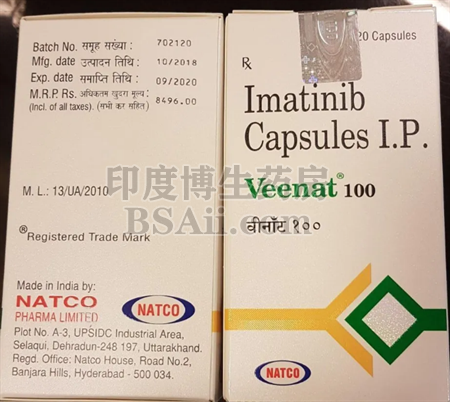 Batch No. समूह संख्या : 702120
Mfg. date उत्पादन तिथि : 10/2018
Exp. date समाप्ति तिथि : 09/2020
M.R.P. Rs. अधिकतम खुदरा मूल्य : 8496.00
(Incl. of all taxes). (सभी कर सहित)
M. L.: 13/UA/2010
®Registered Trade Mark
Made in India by:
NATCO
PHARMA LIMITED
NATCO
Plot No. A-3, UPSIDC Industrial Area,
Selaqui, Dehradun-248 197, Uttarakhand.
Regd. Office: Natco House, Road No.2,
Banjara Hills, Hyderabad - 500 034.
20 Capsules
Rx
Imatinib
Capsules I.P.
Veenat® 100
वीनॉट १००
NATCO
印度博生药房
BSAii.com